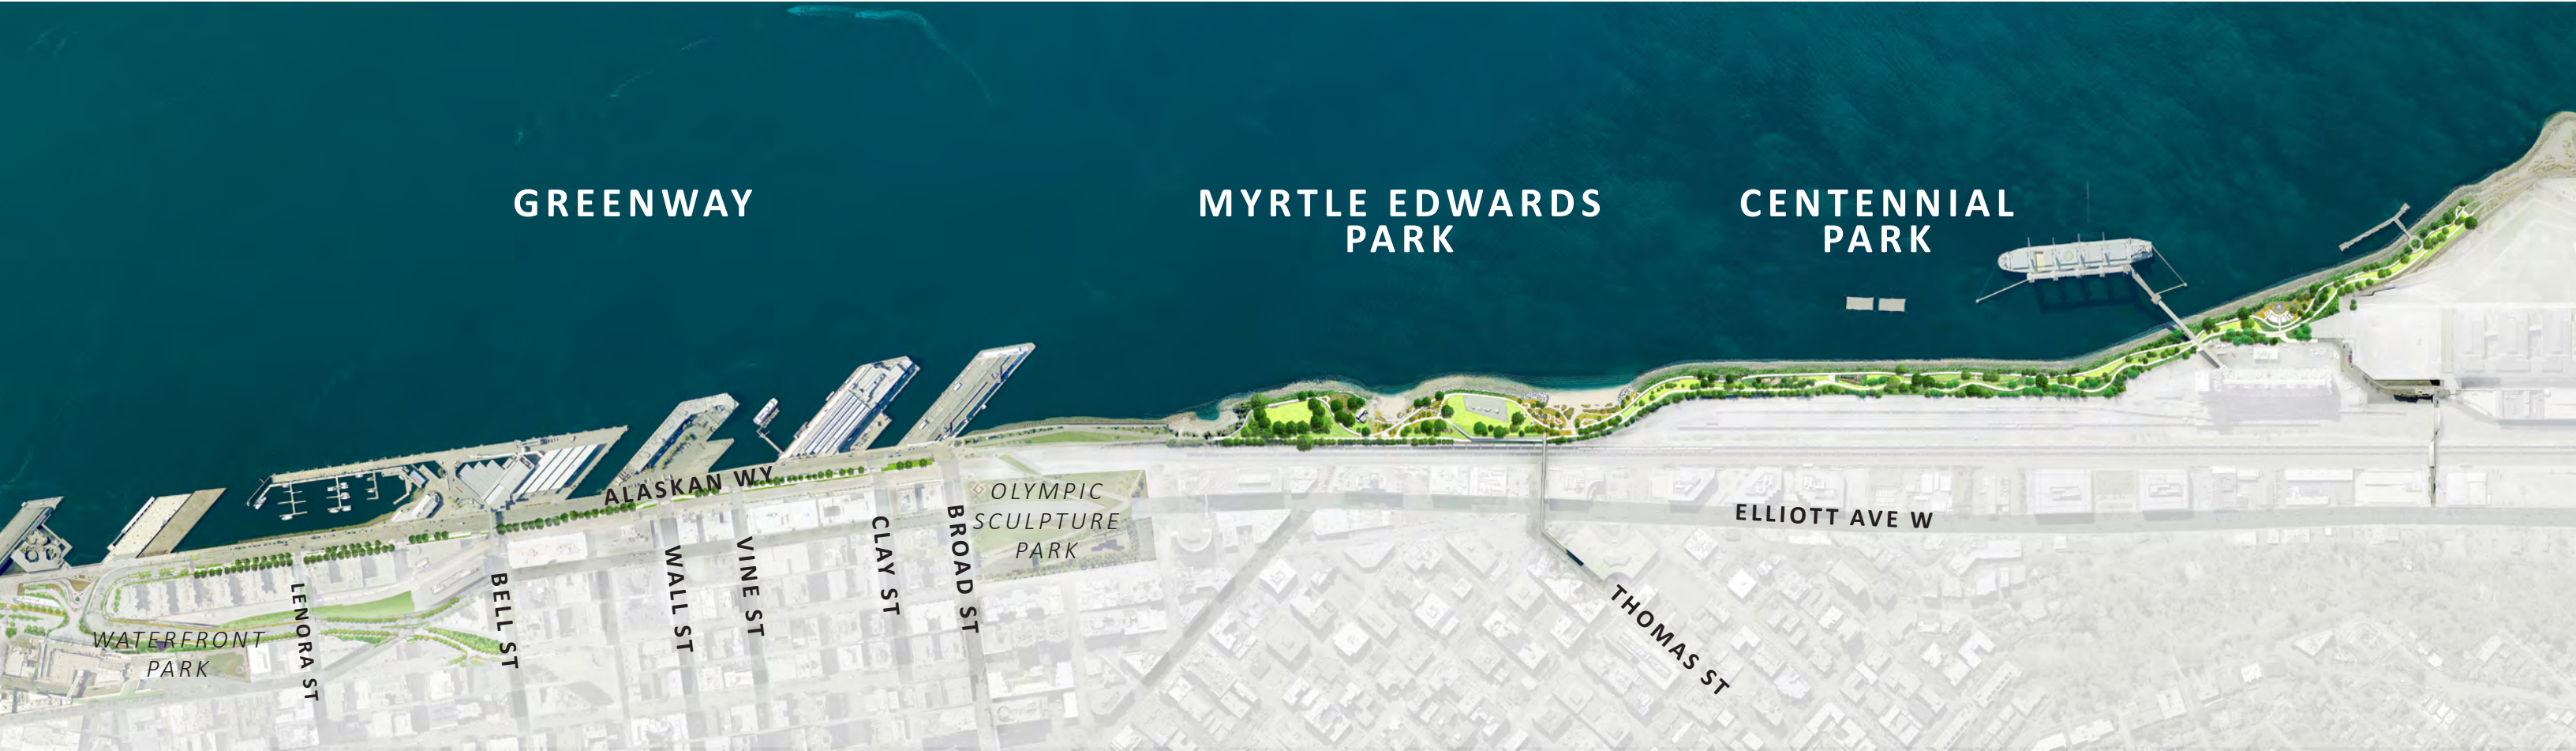 GREENWAY
MYRTLE EDWARDS
PARK
CENTENNIAL
PARK
ALASKAN WY
OLYMPIC
SCULPTURE
PARK
ELLIOTT AVE W
WATERFRONT
PARK
LENORA ST
BELL ST
WALL ST
VINE ST
CLAY ST
BROAD ST
THOMAS ST